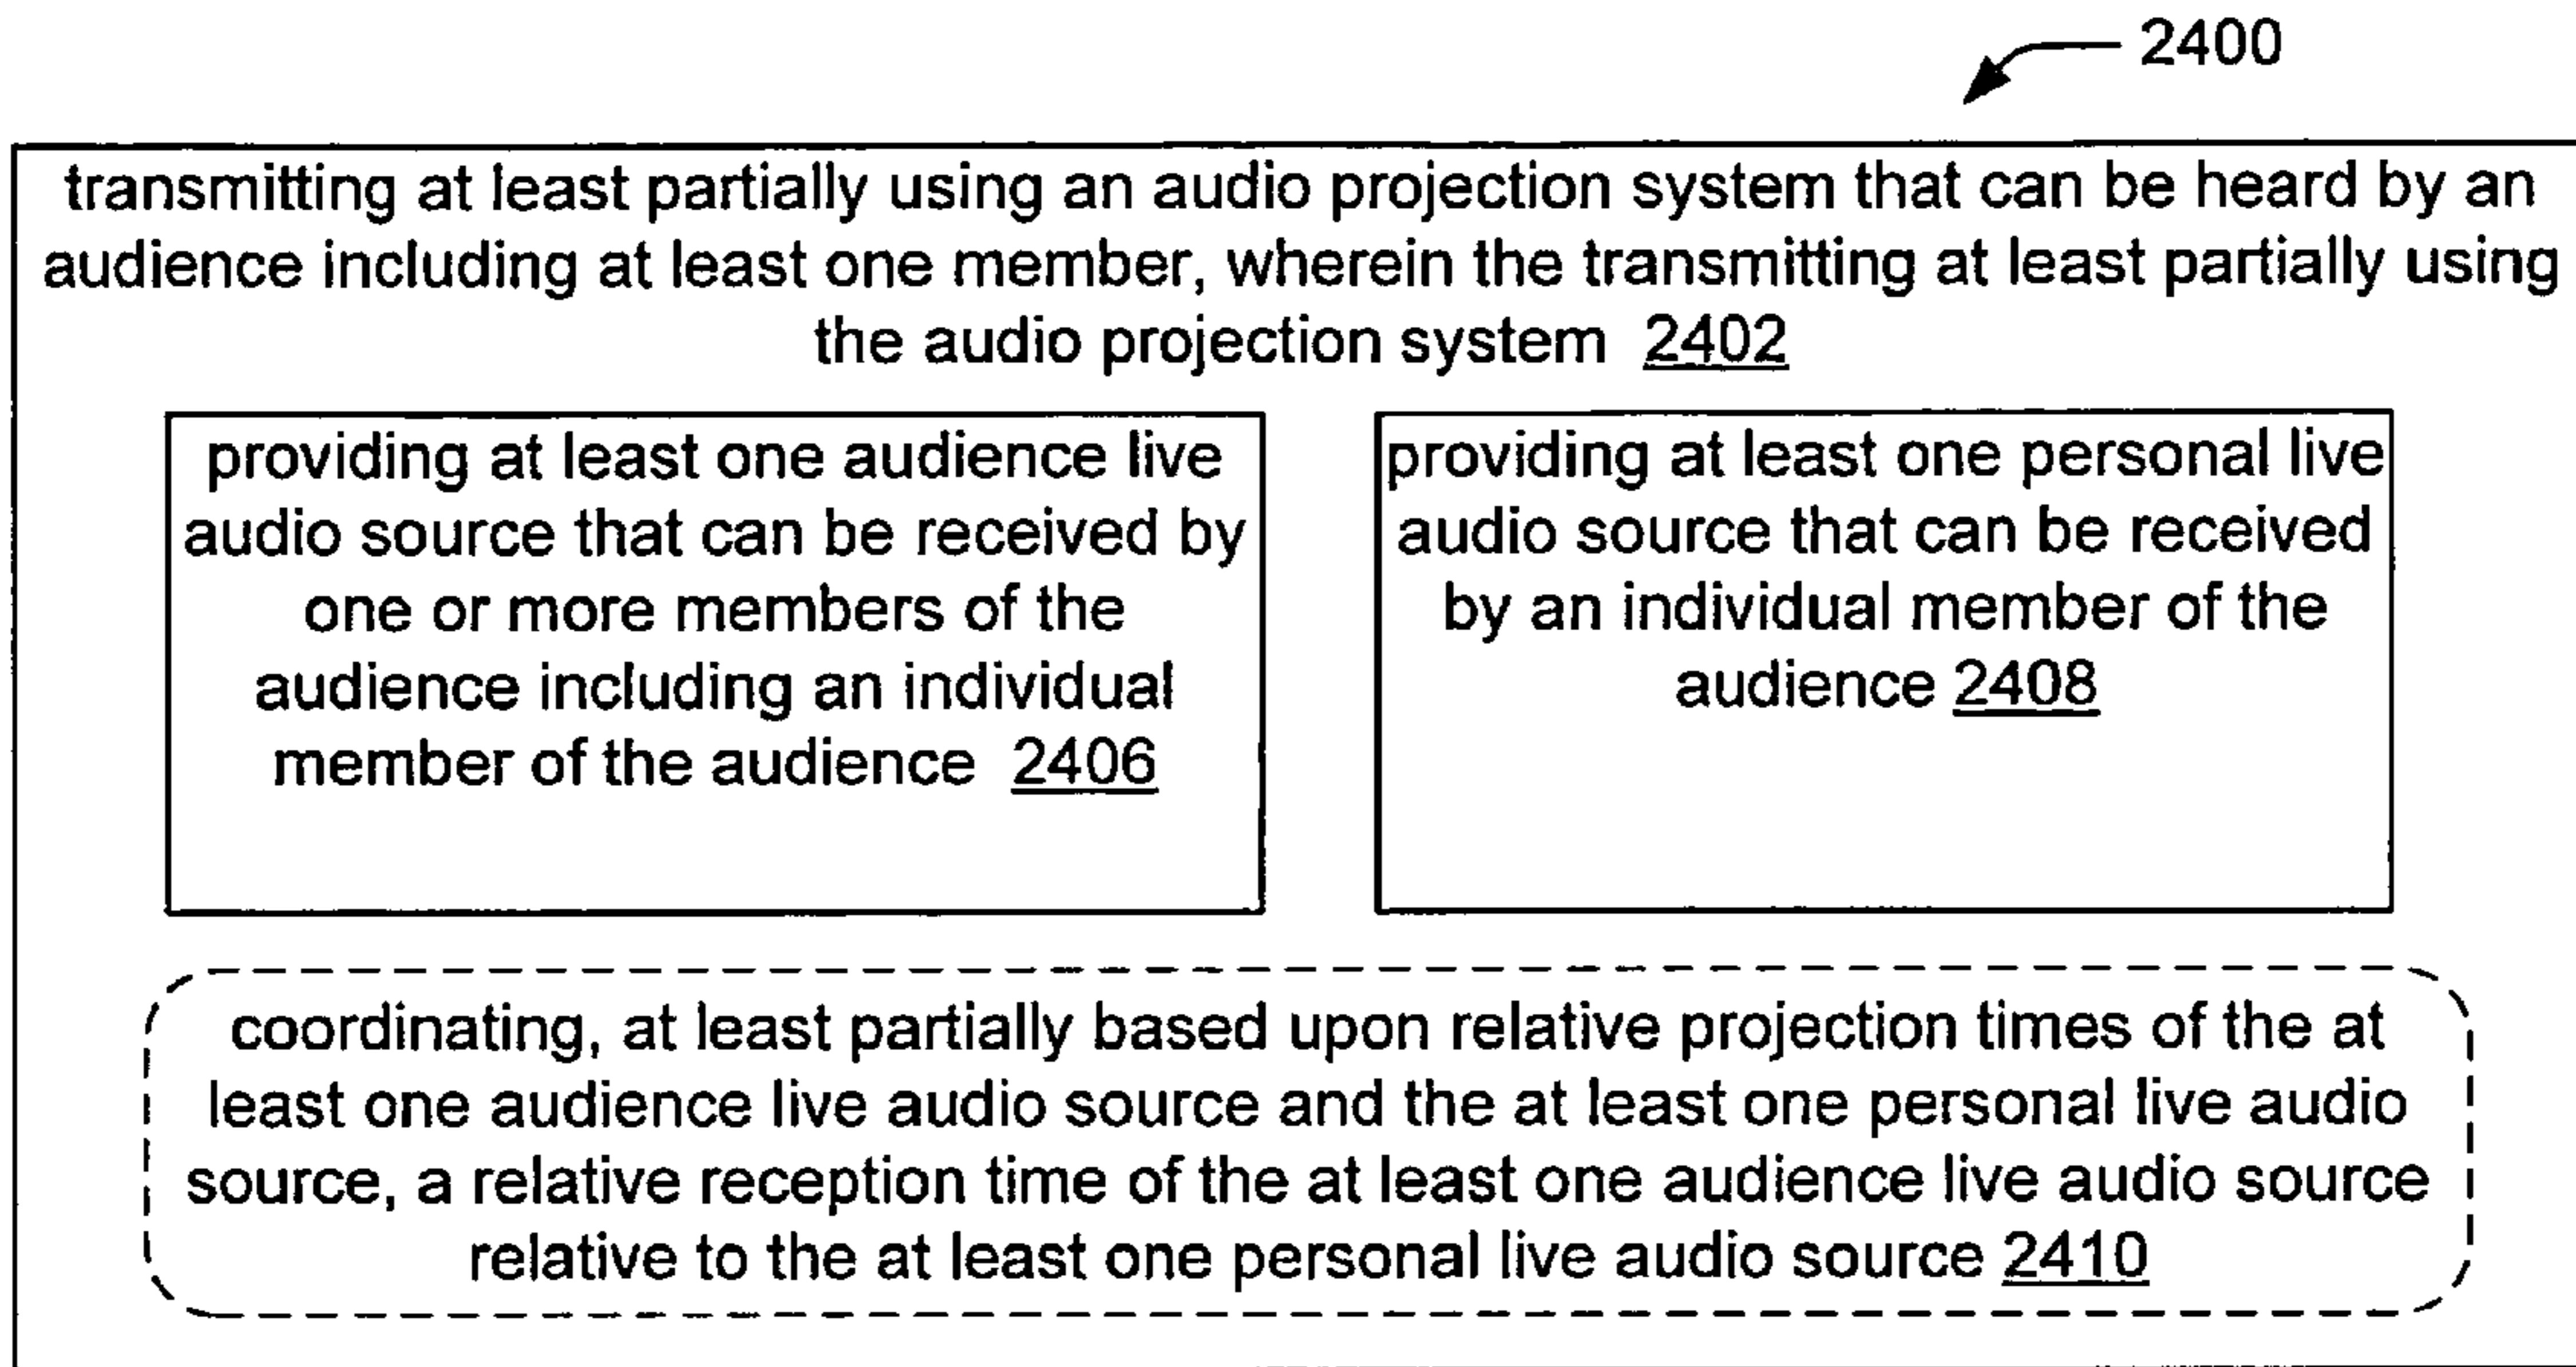 2400
transmitting at least partially using an audio projection system that can be heard by an
audience including at least one member, wherein the transmitting at least partially using
the audio projection system 2402
providing at least one audience live
audio source that can be received by
one or more members of the
audience including an individual
member of the audience 2406
providing at least one personal live
audio source that can be received
by an individual member of the
audience 2408
coordinating, at least partially based upon relative projection times of the at
least one audience live audio source and the at least one personal live audio
source, a relative reception time of the at least one audience live audio source
relative to the at least one personal live audio source 2410